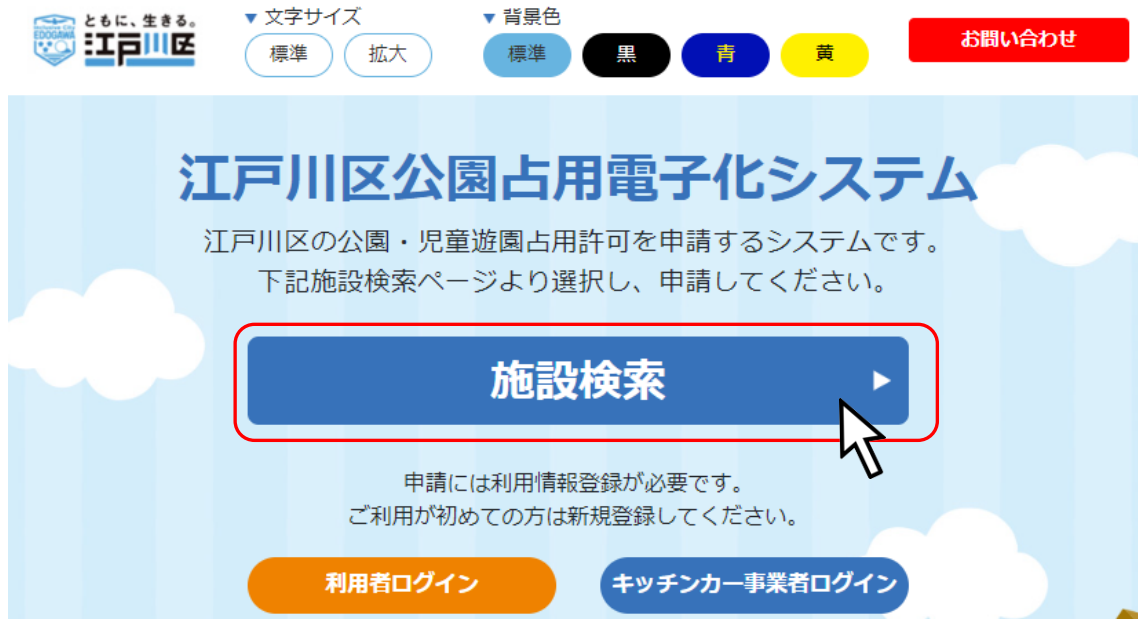 ともに、生きる。
EDOGAWA
江戸川区
▼ 文字サイズ
標準
拡大
▼ 背景色
標準
黒
青
黄
お問い合わせ
江戸川区公園占用電子化システム
江戸川区の公園・児童遊園占用許可を申請するシステムです。
下記施設検索ページより選択し、申請してください。
施設検索
申請には利用情報登録が必要です。
ご利用が初めての方は新規登録してください。
利用者ログイン
キッチンカー事業者ログイン